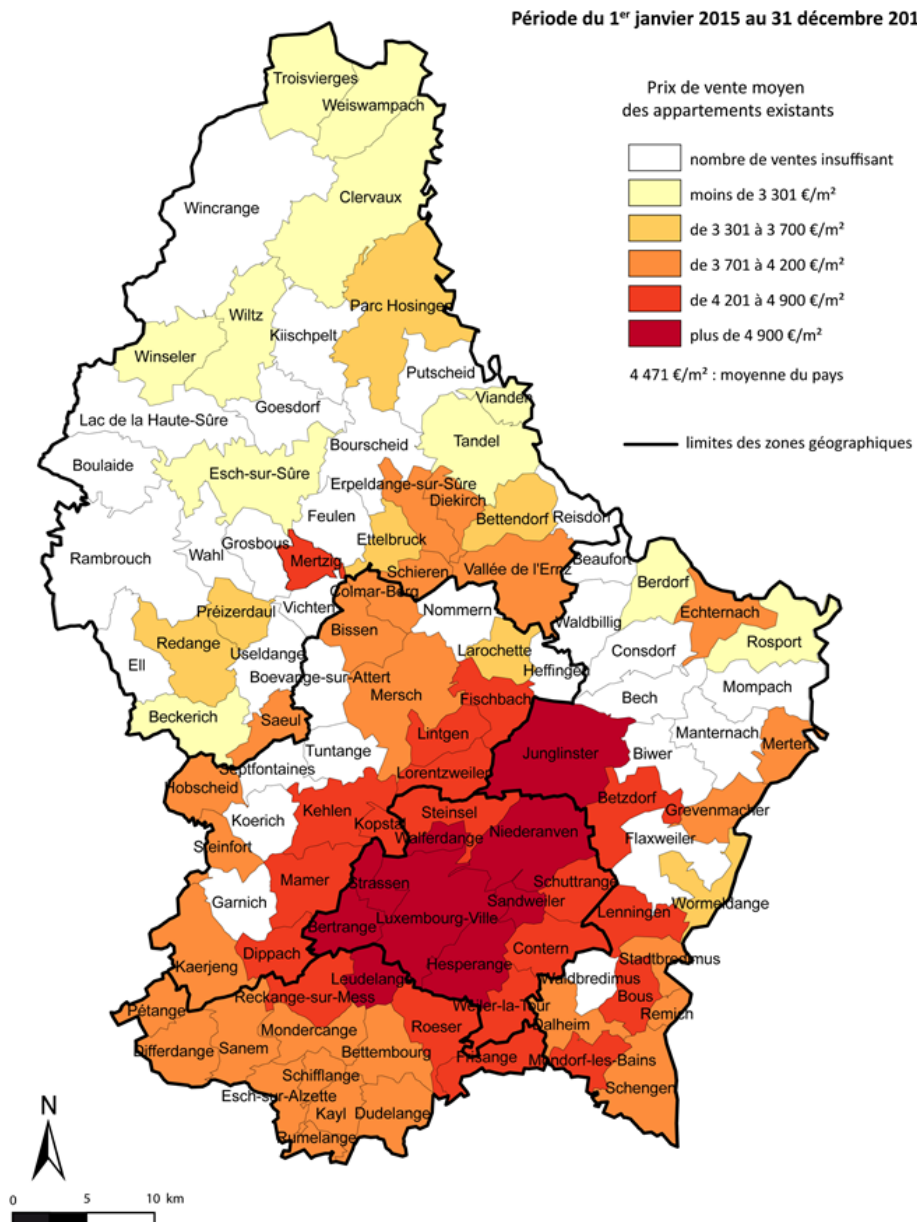 Période du 1er janvier 2015 au 31 décembre 201
Prix de vente moyen
des appartements existants
nombre de ventes insuffisant
moins de 3 301 €/m²
de 3 301 à 3 700 €/m²
de 3 701 à 4 200 €/m²
de 4 201 à 4 900 €/m²
plus de 4 900 €/m²
4 471 €/m² : moyenne du pays
limites des zones géographiques
Troisvierges
Weiswampach
Clervaux
Wincrange
Parc Hosingen
Wiltz
Kiischpelt
Winseler
Putscheid
Vianden
Goesdorf
Lac de la Haute-Sûre
Tandel
Bourscheid
Boulaide
Esch-sur-Sûre
Erpeldange-sur-Sûre
Diekirch
Bettendorf
Reisdorf
Feulen
Ettelbruck
Grosbous
Wahl
Rambrouch
Mertzig
Schieren
Vallée de l'Ernz
Beaufort
Berdorf
Colmar-Berg
Préizerdaul
Vichten
Nommern
Echternach
Waldbillig
Bissen
Redange
Useldange
Larochette
Rosport
Consdorf
Ell
Heffingen
Boevange-sur-Attert
Mersch
Fischbach
Bech
Mompach
Beckerich
Saeul
Lintgen
Manternach
Mertert
Tuntange
Junglinster
Biwer
Septfontaines
Lorentzweiler
Hobscheid
Betzdorf
Grevenmacher
Kehlen
Steinsel
Koerich
Kopstal
Niederanven
Flaxweiler
Walferdange
Steinfort
Mamer
Strassen
Schuttrange
Garnich
Sandweiler
Wormeldange
Luxembourg-Ville
Lenningen
Bertrange
Dippach
Contern
Stadtbredimus
Kaerjeng
Hesperange
Leudelange
Waldbredimus
Reckange-sur-Mess
Bous
Weiler-la-Tour
Pétange
Remich
Mondercange
Roeser
Dalheim
Differdange
Sanem
Bettembourg
Frisange
Mondorf-les-Bains
Schifflange
Schengen
Esch-sur-Alzette
Kayl
Dudelange
Rumelange
N
0 5 10 km